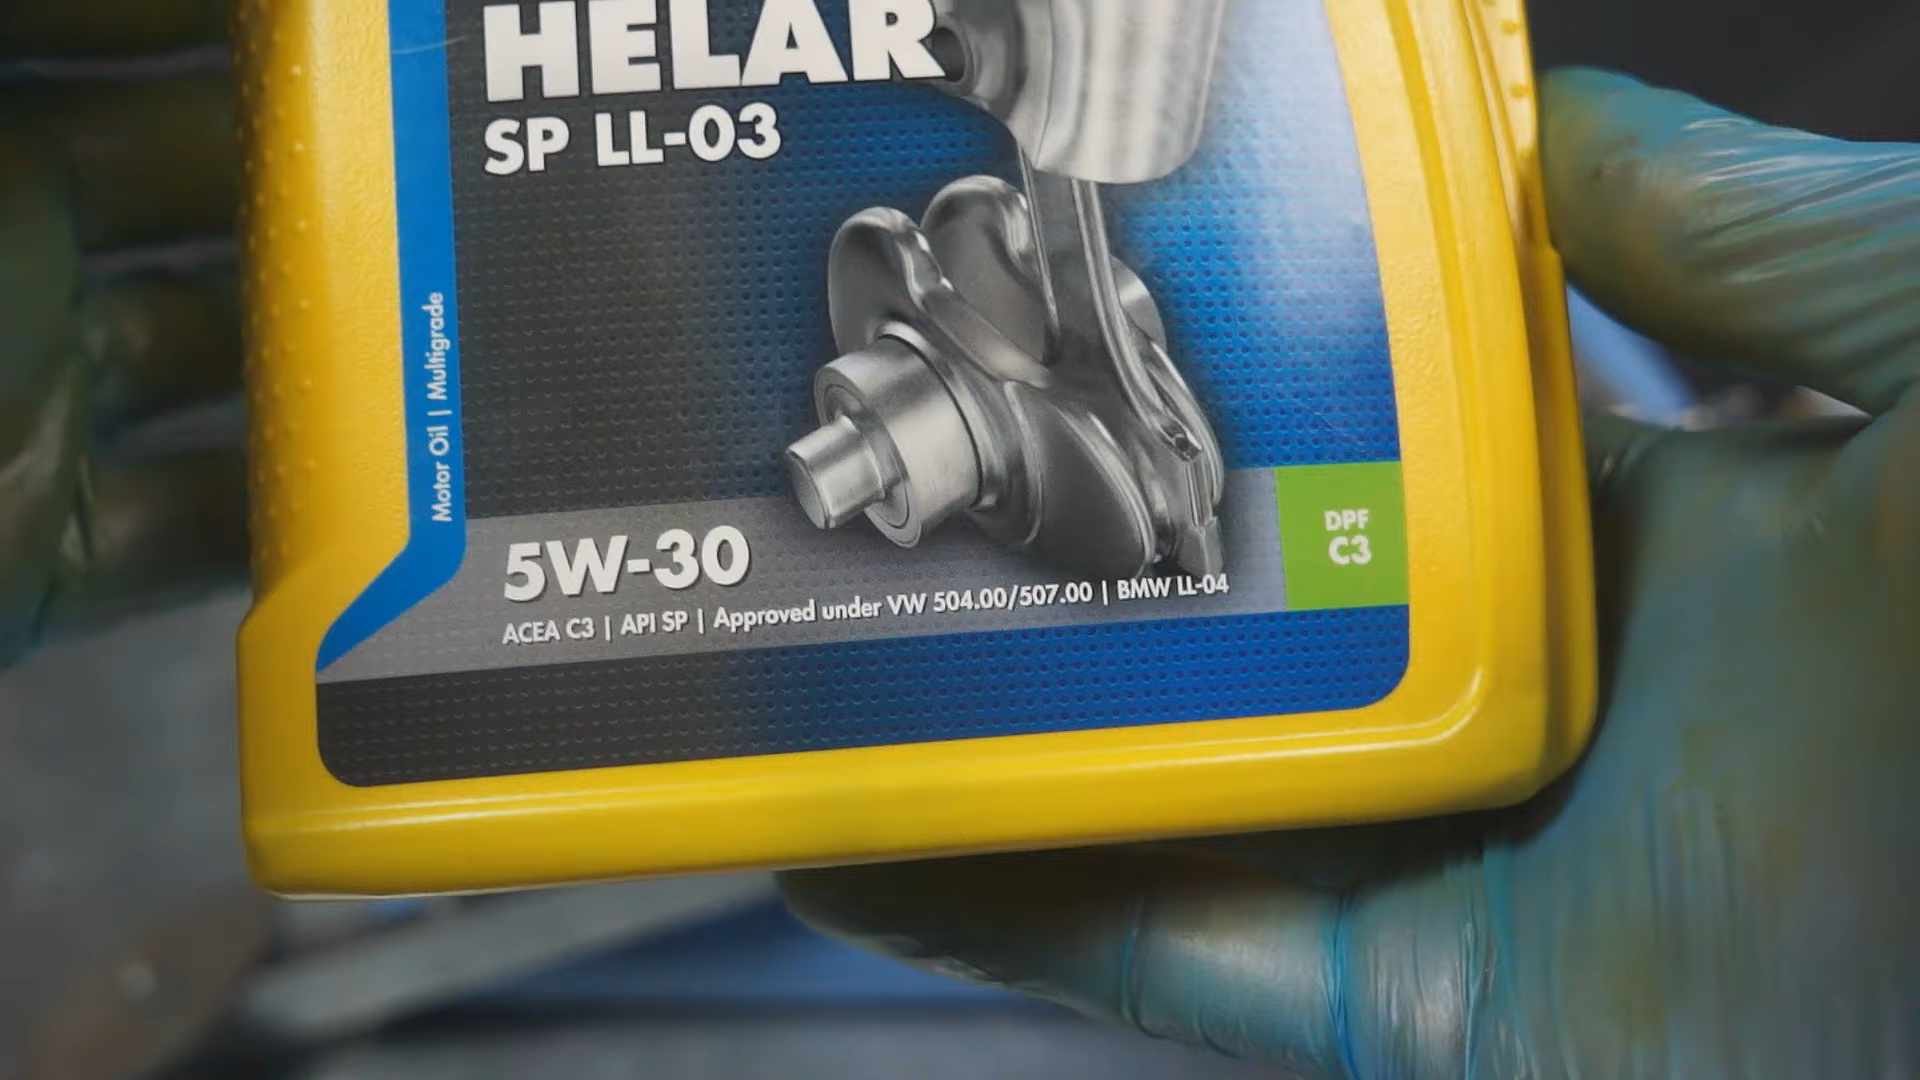 HELAR
SP LL-03
Motor Oil | Multigrade
5W-30
ACEA C3 | API SP | Approved under VW 504.00/507.00 | BMW LL-04
DPF
C3